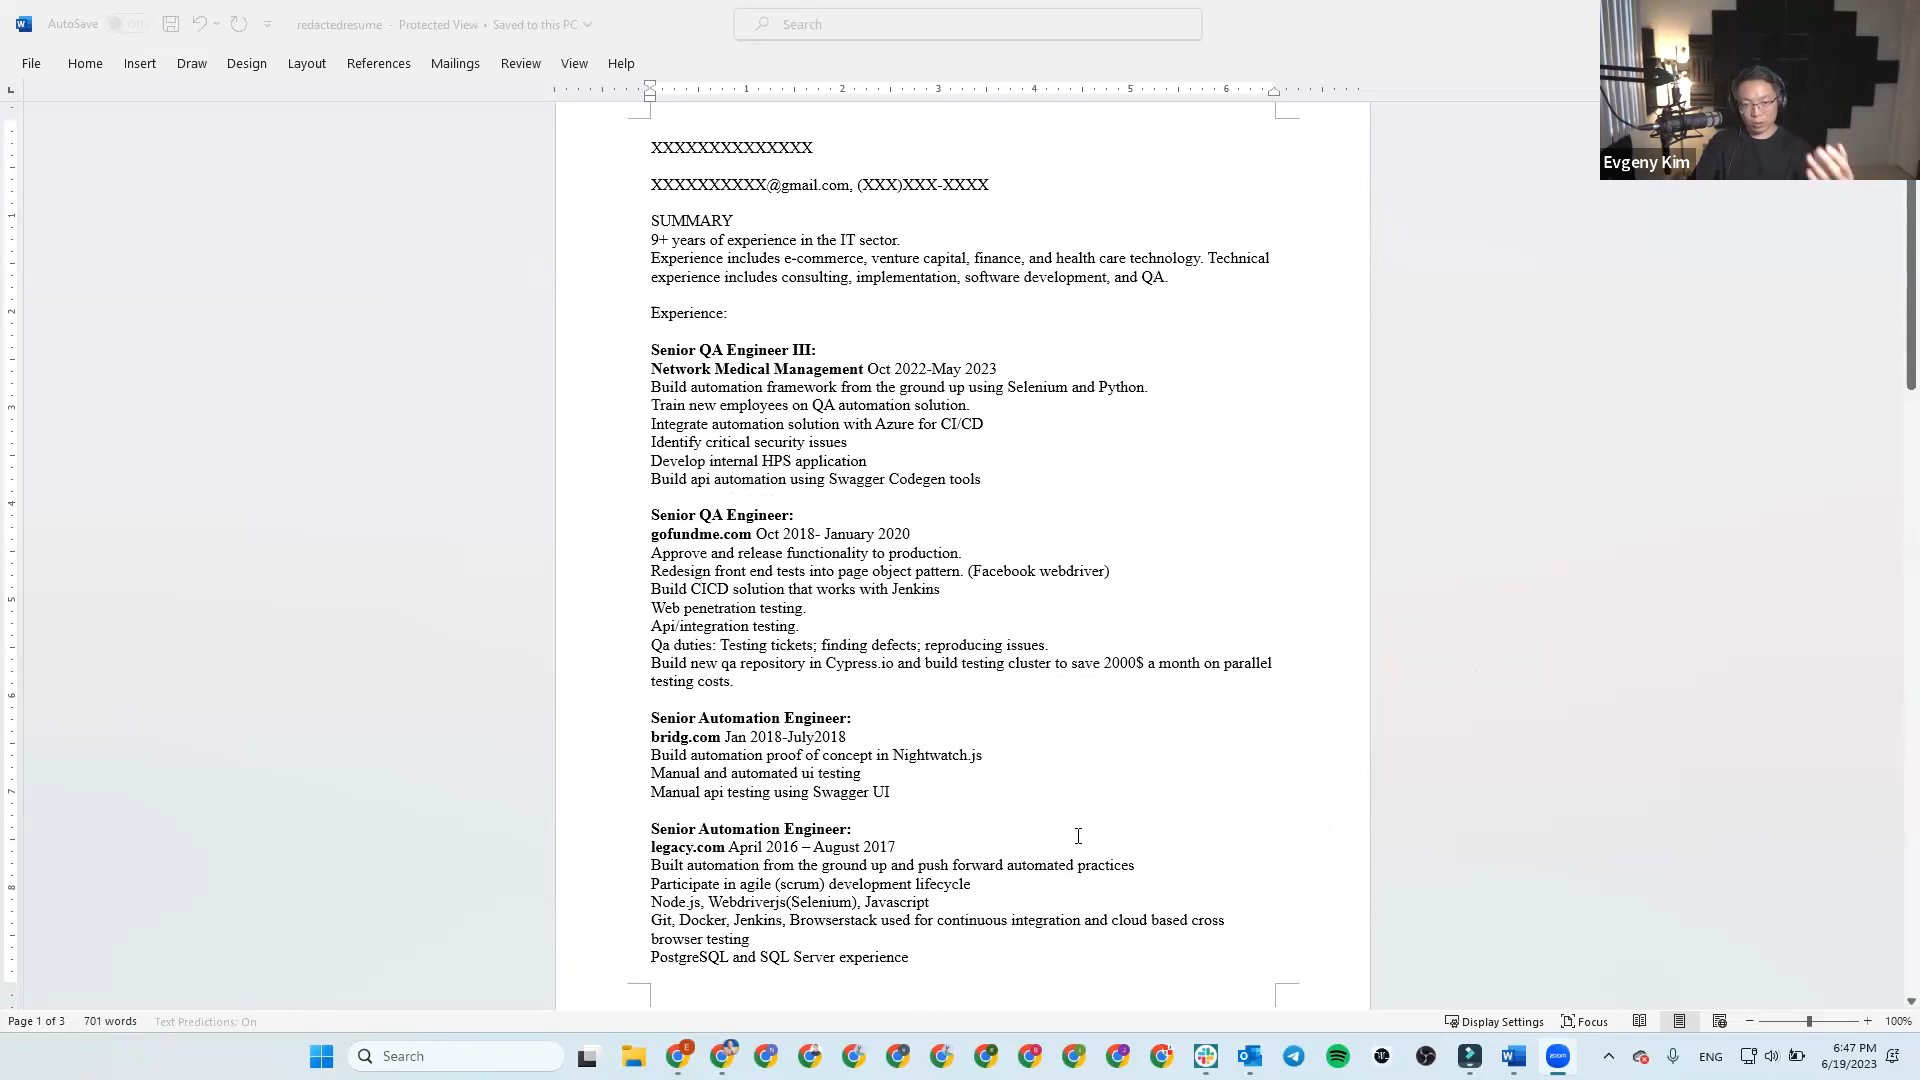 AutoSave
Off
redactedresume - Protected View • Saved to this PC
Search
File
Home
Insert
Draw
Design
Layout
References
Mailings
Review
View
Help
1 2 3 4 5 6
Evgeny Kim
XXXXXXXXXXXXXX
XXXXXXXXXX@gmail.com, (XXX)XXX-XXXX
SUMMARY
9+ years of experience in the IT sector.
Experience includes e-commerce, venture capital, finance, and health care technology. Technical
experience includes consulting, implementation, software development, and QA.
Experience:
Senior QA Engineer III:
Network Medical Management Oct 2022-May 2023
Build automation framework from the ground up using Selenium and Python.
Train new employees on QA automation solution.
Integrate automation solution with Azure for CI/CD
Identify critical security issues
Develop internal HPS application
Build api automation using Swagger Codegen tools
Senior QA Engineer:
gofundme.com Oct 2018- January 2020
Approve and release functionality to production.
Redesign front end tests into page object pattern. (Facebook webdriver)
Build CICD solution that works with Jenkins
Web penetration testing.
Api/integration testing.
Qa duties: Testing tickets; finding defects; reproducing issues.
Build new qa repository in Cypress.io and build testing cluster to save 2000$ a month on parallel
testing costs.
Senior Automation Engineer:
bridg.com Jan 2018-July2018
Build automation proof of concept in Nightwatch.js
Manual and automated ui testing
Manual api testing using Swagger UI
Senior Automation Engineer:
legacy.com April 2016 – August 2017
Built automation from the ground up and push forward automated practices
Participate in agile (scrum) development lifecycle
Node.js, Webdriverjs(Selenium), Javascript
Git, Docker, Jenkins, Browserstack used for continuous integration and cloud based cross
browser testing
PostgreSQL and SQL Server experience
Page 1 of 3
701 words
Text Predictions: On
Display Settings
Focus
100%
Search
zoom
ENG
6:47 PM
6/19/2023